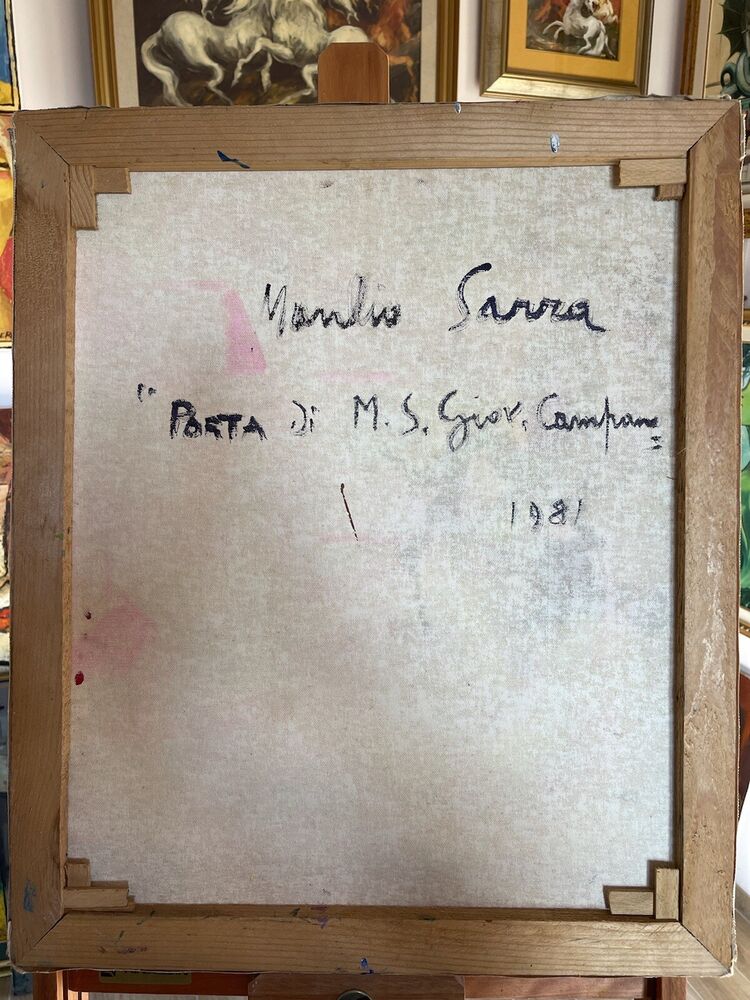 Manlio Sarra
" PORTA di M. S. Giov. Campano
1981